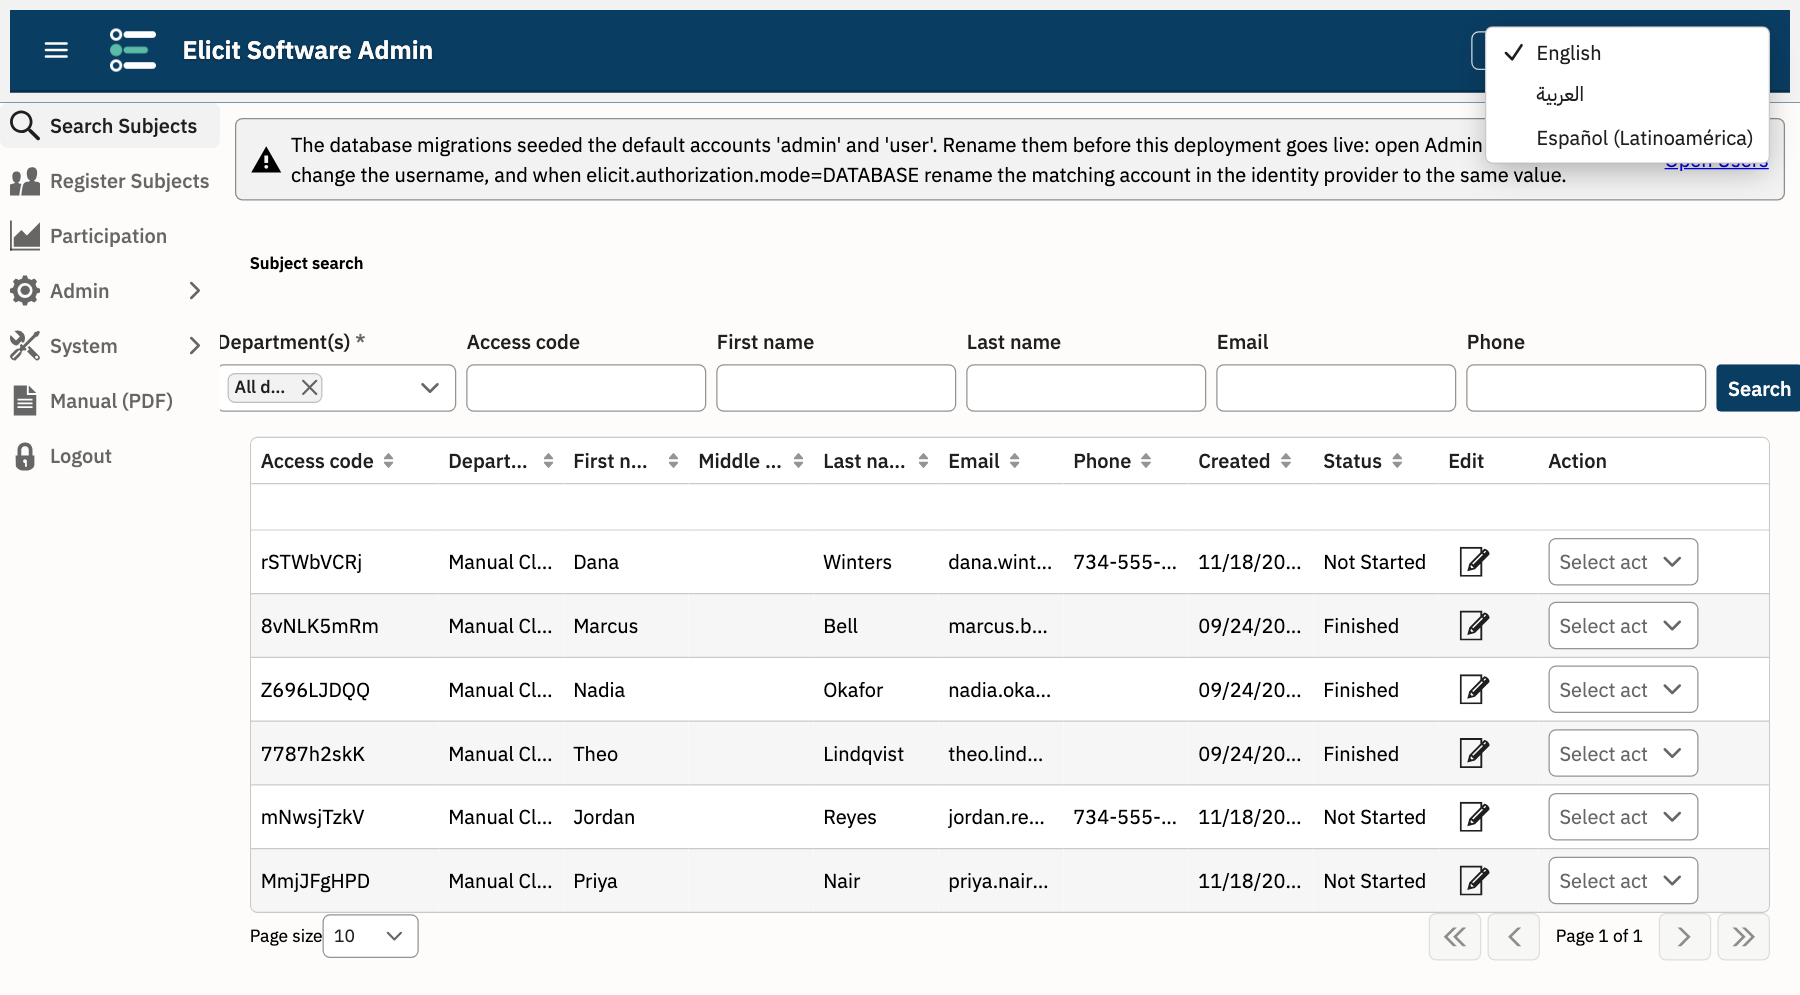 Elicit Software Admin
English
العربية
Español (Latinoamérica)
Search Subjects
Register Subjects
Participation
Admin
System
Manual (PDF)
Logout
The database migrations seeded the default accounts 'admin' and 'user'. Rename them before this deployment goes live: open Admin
change the username, and when elicit.authorization.mode=DATABASE rename the matching account in the identity provider to the same value.
Open Users
Subject search
Department(s) * Access code First name Last name Email Phone
All d... Search
Access code Depart... First n... Middle ... Last na... Email Phone Created Status Edit Action
rSTWbVCRj Manual Cl... Dana Winters dana.wint... 734-555-... 11/18/20... Not Started Select act
8vNLK5mRm Manual Cl... Marcus Bell marcus.b... 09/24/20... Finished Select act
Z696LJDQQ Manual Cl... Nadia Okafor nadia.oka... 09/24/20... Finished Select act
7787h2skK Manual Cl... Theo Lindqvist theo.lind... 09/24/20... Finished Select act
mNwsjTzkV Manual Cl... Jordan Reyes jordan.re... 734-555-... 11/18/20... Not Started Select act
MmjJFgHPD Manual Cl... Priya Nair priya.nair... 11/18/20... Not Started Select act
Page size 10 Page 1 of 1